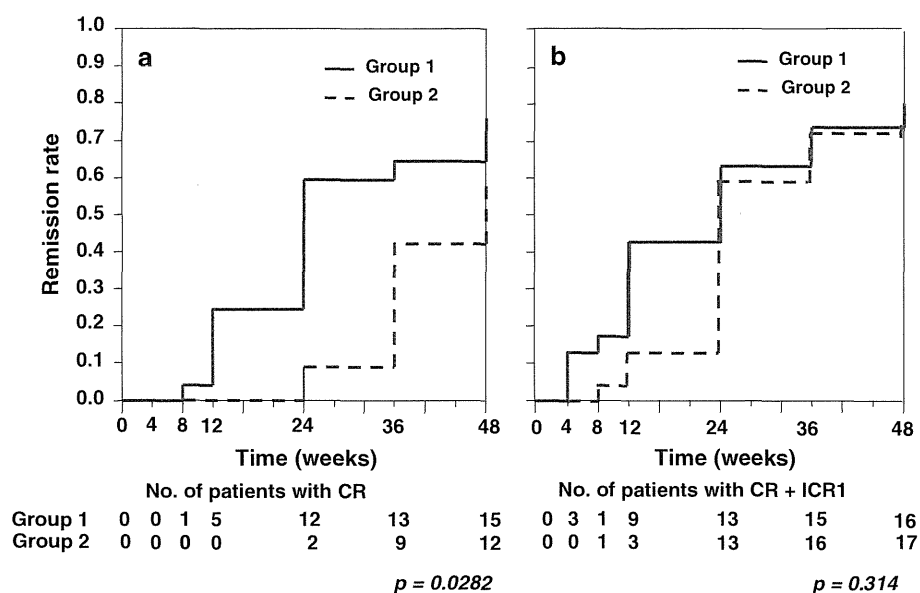 a
Group 1
Group 2
Remission rate
1.0
0.9
0.8
0.7
0.6
0.5
0.4
0.3
0.2
0.1
0.0
0 4 8 12 24 36 48
Time (weeks)
No. of patients with CR
Group 1 0 0 1 5 12 13 15
Group 2 0 0 0 0 2 9 12
p = 0.0282
b
Group 1
Group 2
0 4 8 12 24 36 48
Time (weeks)
No. of patients with CR + ICR1
0 3 1 9 13 15 16
0 0 1 3 13 16 17
p = 0.314